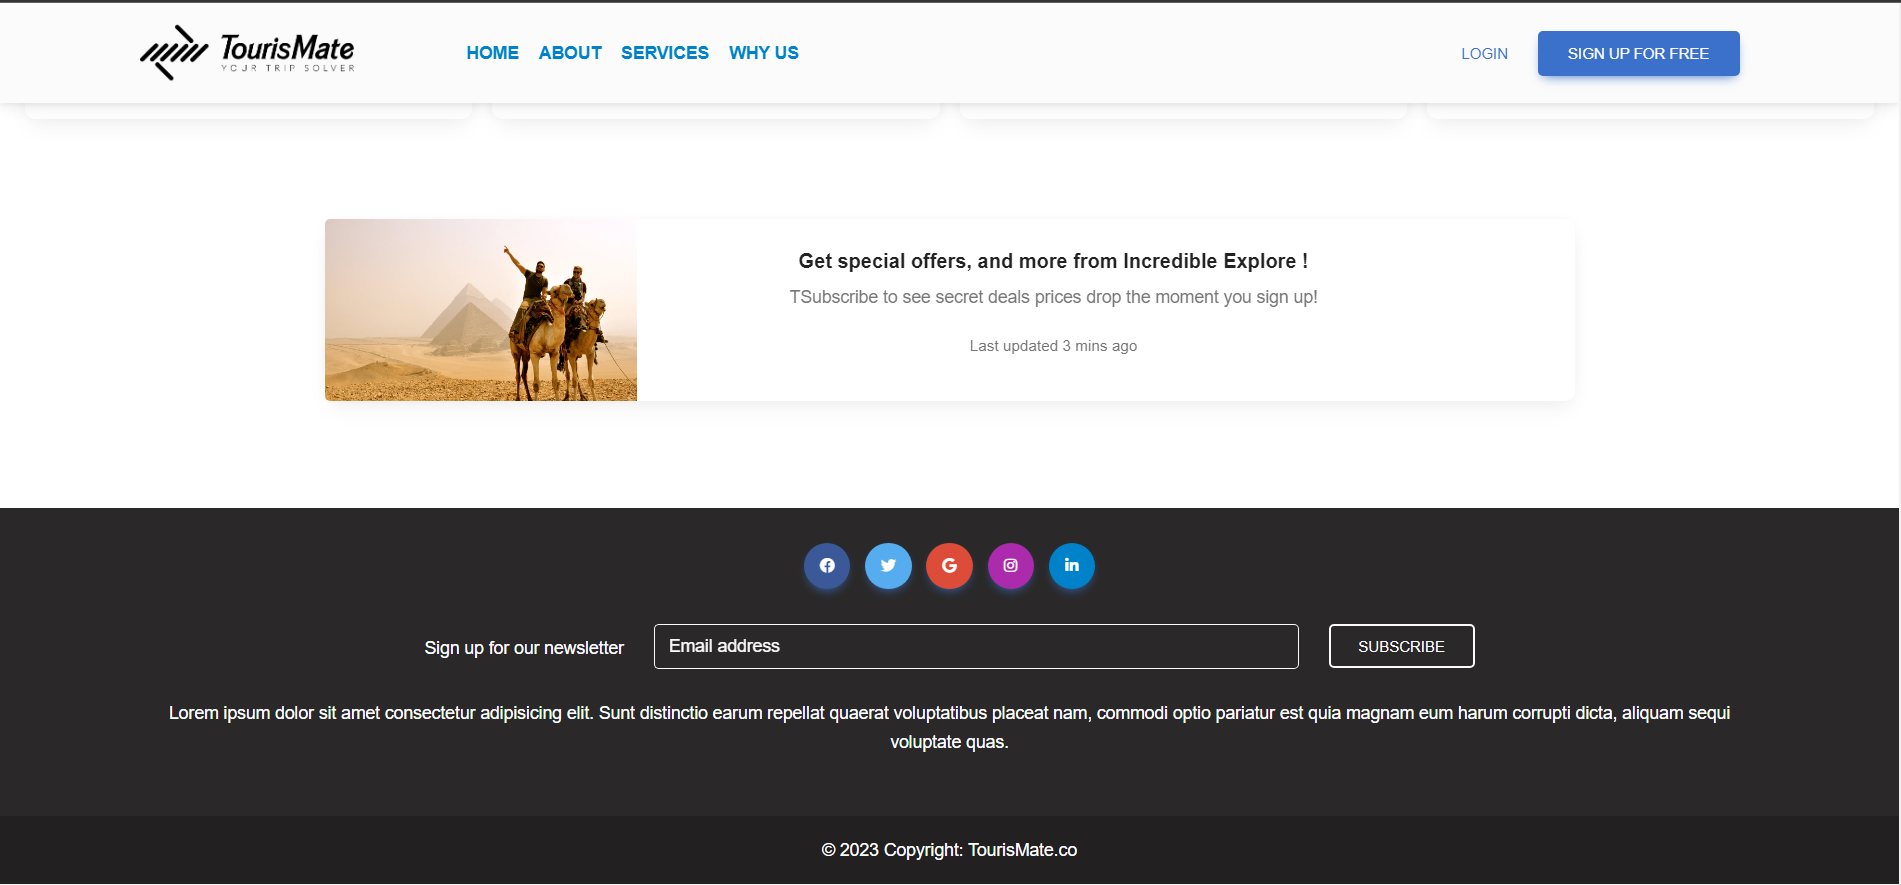 TourisMate
YOUR TRIP SOLVER
HOME ABOUT SERVICES WHY US
LOGIN
SIGN UP FOR FREE
Get special offers, and more from Incredible Explore !
TSubscribe to see secret deals prices drop the moment you sign up!
Last updated 3 mins ago
Sign up for our newsletter
Email address
SUBSCRIBE
Lorem ipsum dolor sit amet consectetur adipisicing elit. Sunt distinctio earum repellat quaerat voluptatibus placeat nam, commodi optio pariatur est quia magnam eum harum corrupti dicta, aliquam sequi
voluptate quas.
© 2023 Copyright: TourisMate.co